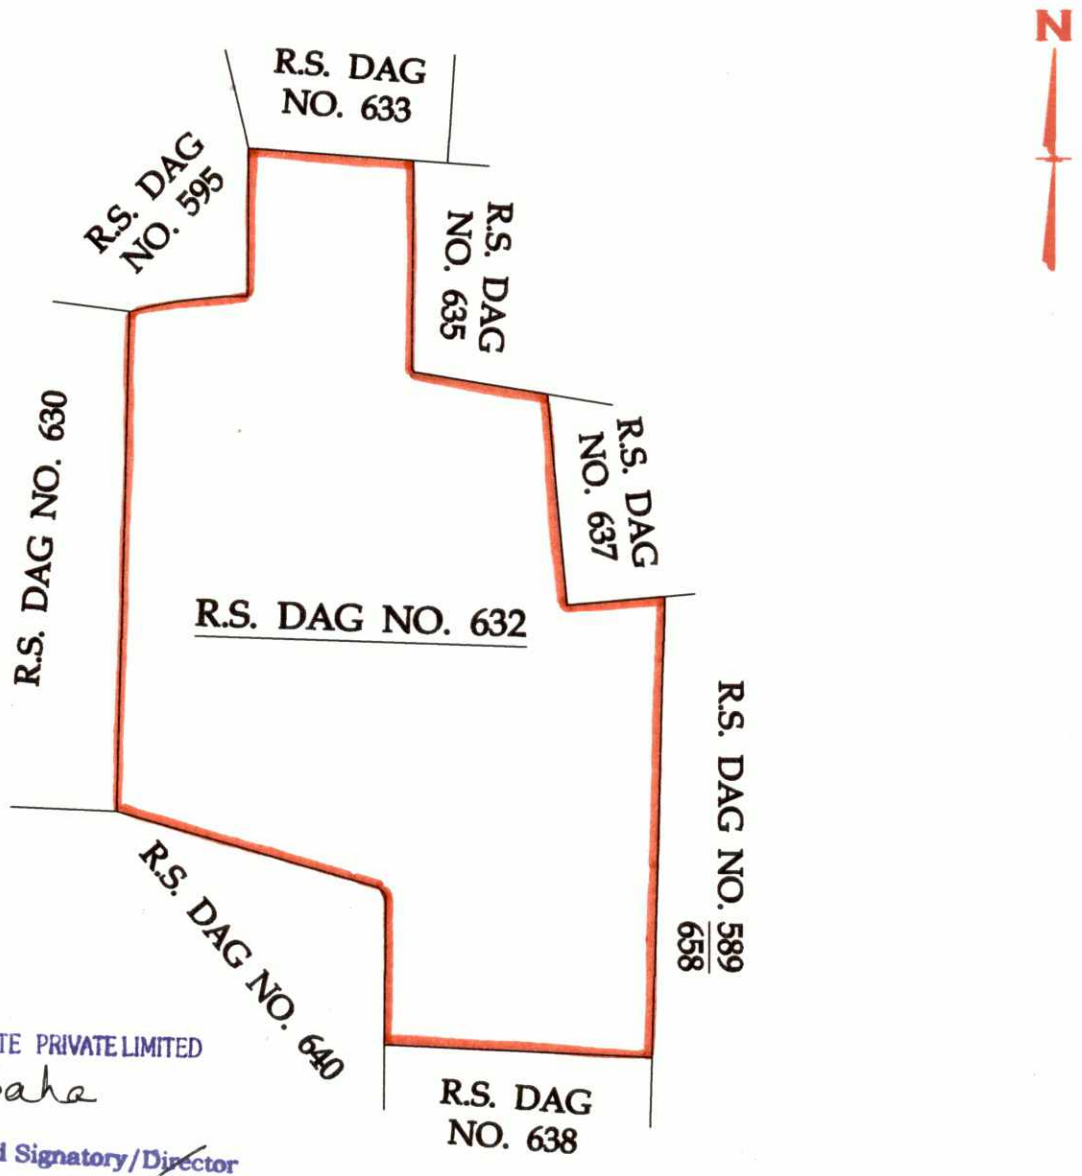 N
R.S. DAG
NO. 633
R.S. DAG
NO. 595
R.S. DAG
NO. 635
R.S. DAG NO. 630
R.S. DAG
NO. 637
R.S. DAG NO. 632
R.S. DAG NO. 589
658
R.S. DAG NO. 640
R.S. DAG
NO. 638
PRIVATE LIMITED
Signatory/Director